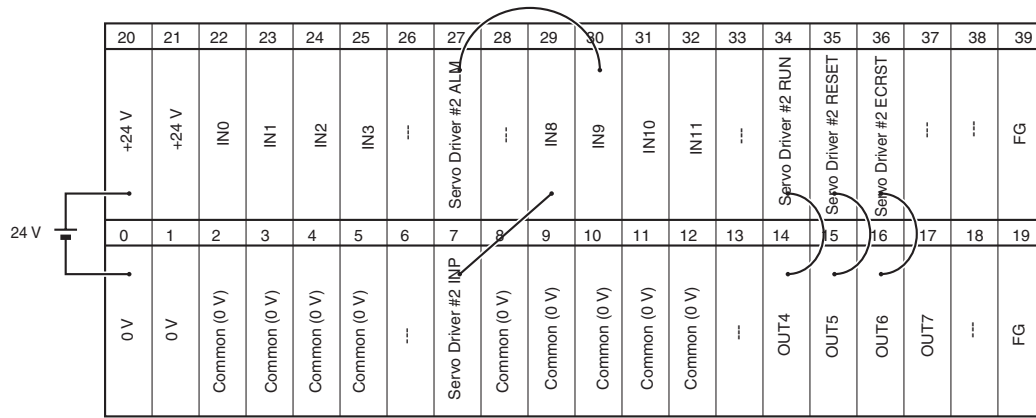 20 21 22 23 24 25 26 27 28 29 30 31 32 33 34 35 36 37 38 39
+24 V
+24 V
IN0
IN1
IN2
IN3
---
Servo Driver #2 ALM
---
IN8
IN9
IN10
IN11
---
Servo Driver #2 RUN
Servo Driver #2 RESET
Servo Driver #2 ECRST
---
---
FG
24 V
0 1 2 3 4 5 6 7 8 9 10 11 12 13 14 15 16 17 18 19
0 V
0 V
Common (0 V)
Common (0 V)
Common (0 V)
Common (0 V)
---
Servo Driver #2 INP
Common (0 V)
Common (0 V)
Common (0 V)
Common (0 V)
Common (0 V)
---
OUT4
OUT5
OUT6
OUT7
---
FG